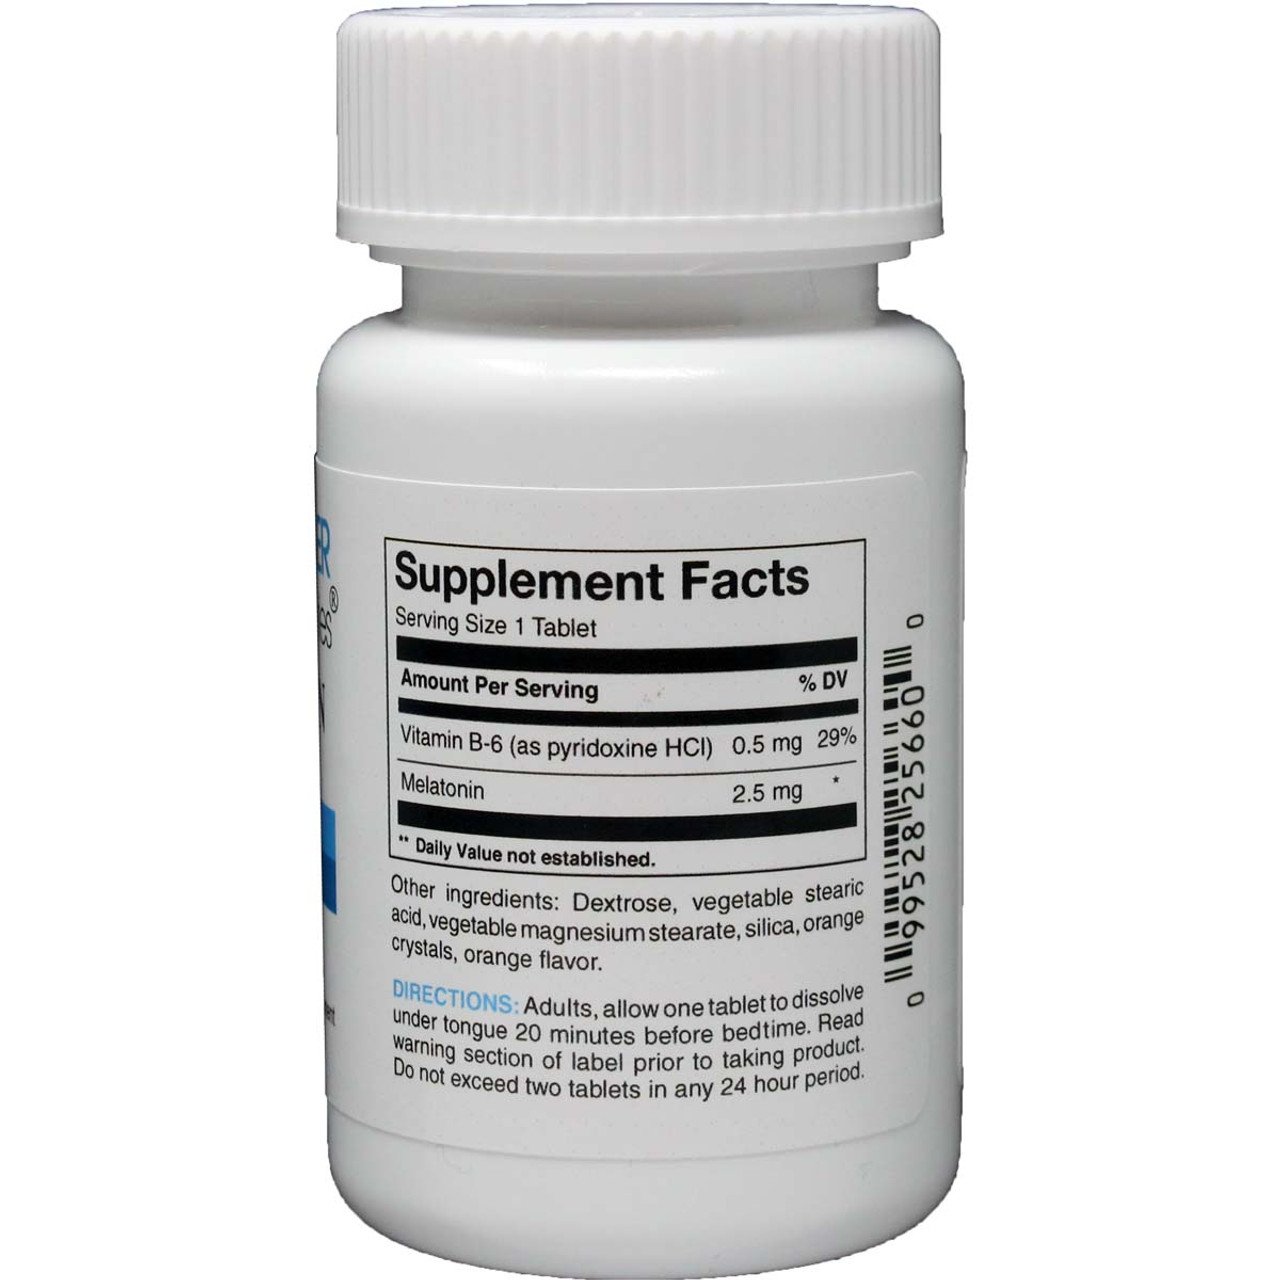 ER
es®
N
Supplement Facts
Serving Size 1 Tablet
Amount Per Serving % DV
Vitamin B-6 (as pyridoxine HCl) 0.5 mg 29%
Melatonin 2.5 mg *
** Daily Value not established.
Other ingredients: Dextrose, vegetable stearic
acid, vegetable magnesium stearate, silica, orange
crystals, orange flavor.
DIRECTIONS: Adults, allow one tablet to dissolve
under tongue 20 minutes before bedtime. Read
warning section of label prior to taking product.
Do not exceed two tablets in any 24 hour period.
0 99528 25660 0